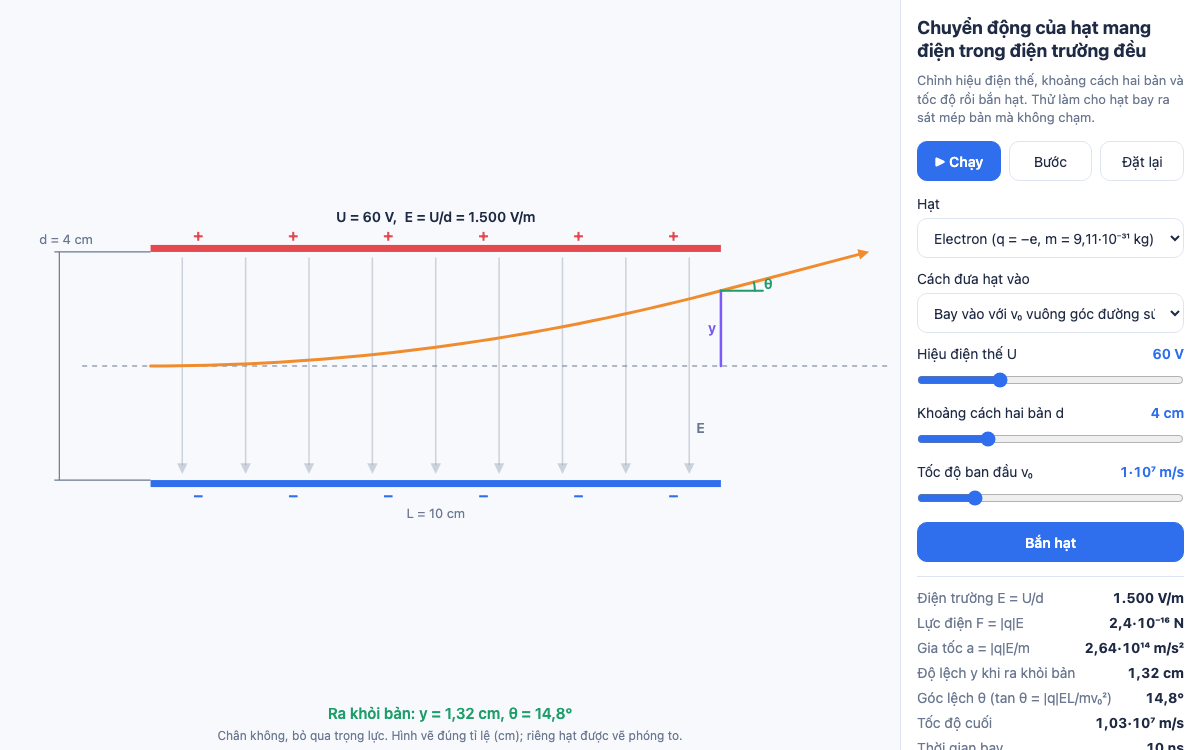 Chuyển động của hạt mang
điện trong điện trường đều
Chỉnh hiệu điện thế, khoảng cách hai bản và
tốc độ rồi bắn hạt. Thử làm cho hạt bay ra
sát mép bản mà không chạm.
▶ Chạy
Bước
Đặt lại
Hạt
Electron (q = −e, m = 9,11·10⁻³¹ kg)
Cách đưa hạt vào
Bay vào với v₀ vuông góc đường sú
Hiệu điện thế U
60 V
Khoảng cách hai bản d
4 cm
Tốc độ ban đầu v₀
1·10⁷ m/s
Bắn hạt
Điện trường E = U/d
1.500 V/m
Lực điện F = |q|E
2,4·10⁻¹⁶ N
Gia tốc a = |q|E/m
2,64·10¹⁴ m/s²
Độ lệch y khi ra khỏi bản
1,32 cm
Góc lệch θ (tan θ = |q|EL/mv₀²)
14,8°
Tốc độ cuối
1,03·10⁷ m/s
Thời gian bay
10 ns
U = 60 V, E = U/d = 1.500 V/m
+ + + + + +
d = 4 cm
θ
y
E
− − − − − −
L = 10 cm
Ra khỏi bản: y = 1,32 cm, θ = 14,8°
Chân không, bỏ qua trọng lực. Hình vẽ đúng tỉ lệ (cm); riêng hạt được vẽ phóng to.